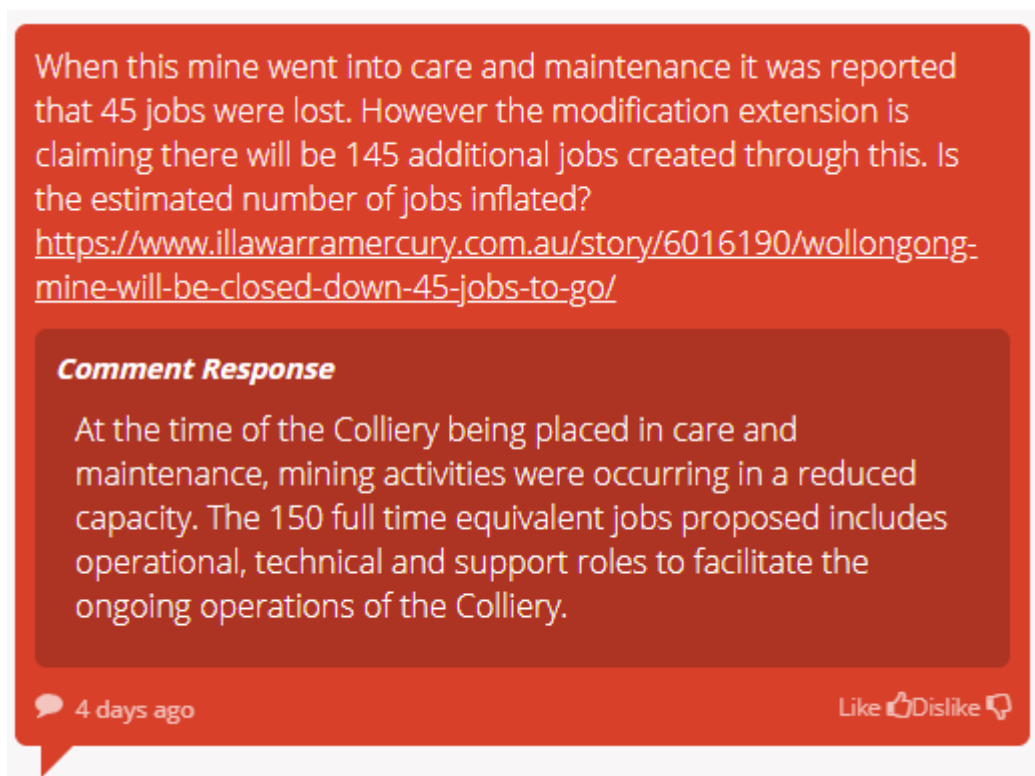 When this mine went into care and maintenance it was reported
that 45 jobs were lost. However the modification extension is
claiming there will be 145 additional jobs created through this. Is
the estimated number of jobs inflated?
https://www.illawarramercury.com.au/story/6016190/wollongong-
mine-will-be-closed-down-45-jobs-to-go/
Comment Response
At the time of the Colliery being placed in care and
maintenance, mining activities were occurring in a reduced
capacity. The 150 full time equivalent jobs proposed includes
operational, technical and support roles to facilitate the
ongoing operations of the Colliery.
4 days ago Like Dislike